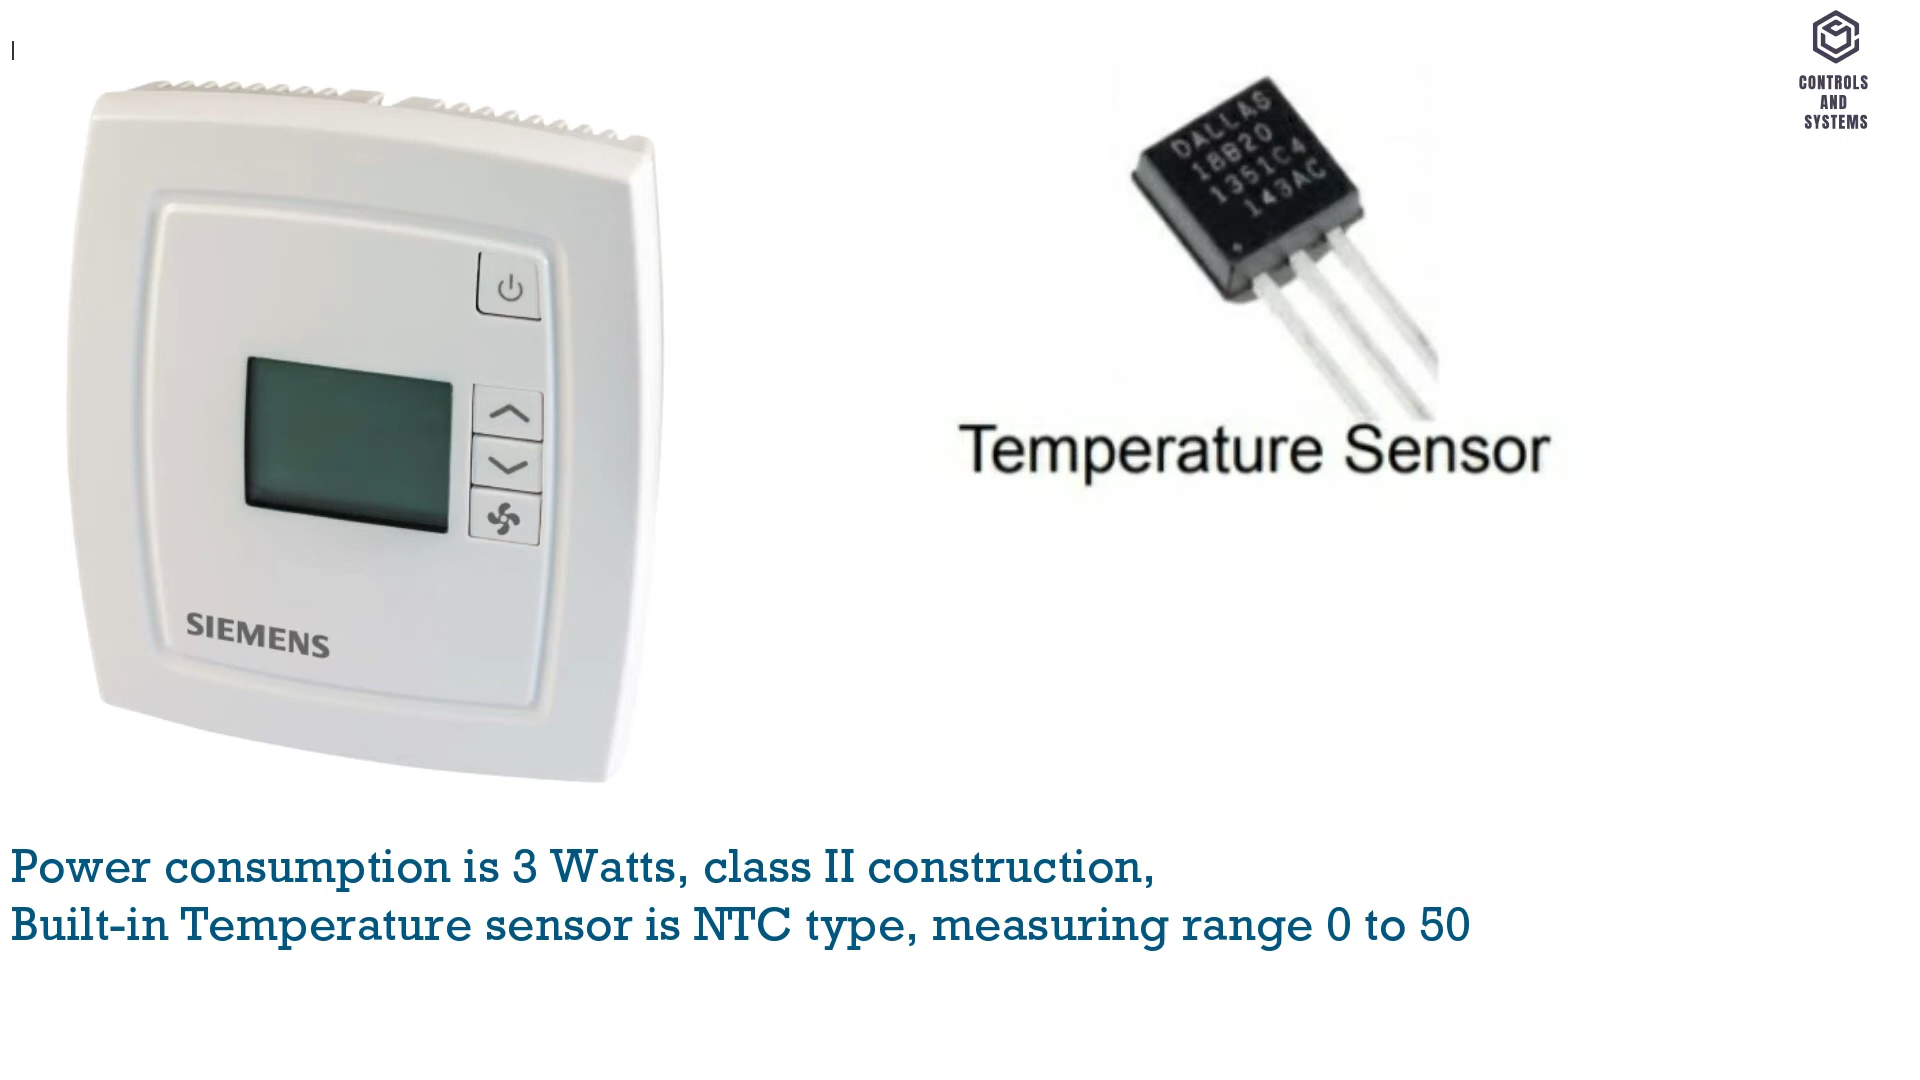 CONTROLS
AND
SYSTEMS
DALLAS
18B20
1351C4
143AC
Temperature Sensor
SIEMENS
Power consumption is 3 Watts, class II construction,
Built-in Temperature sensor is NTC type, measuring range 0 to 50